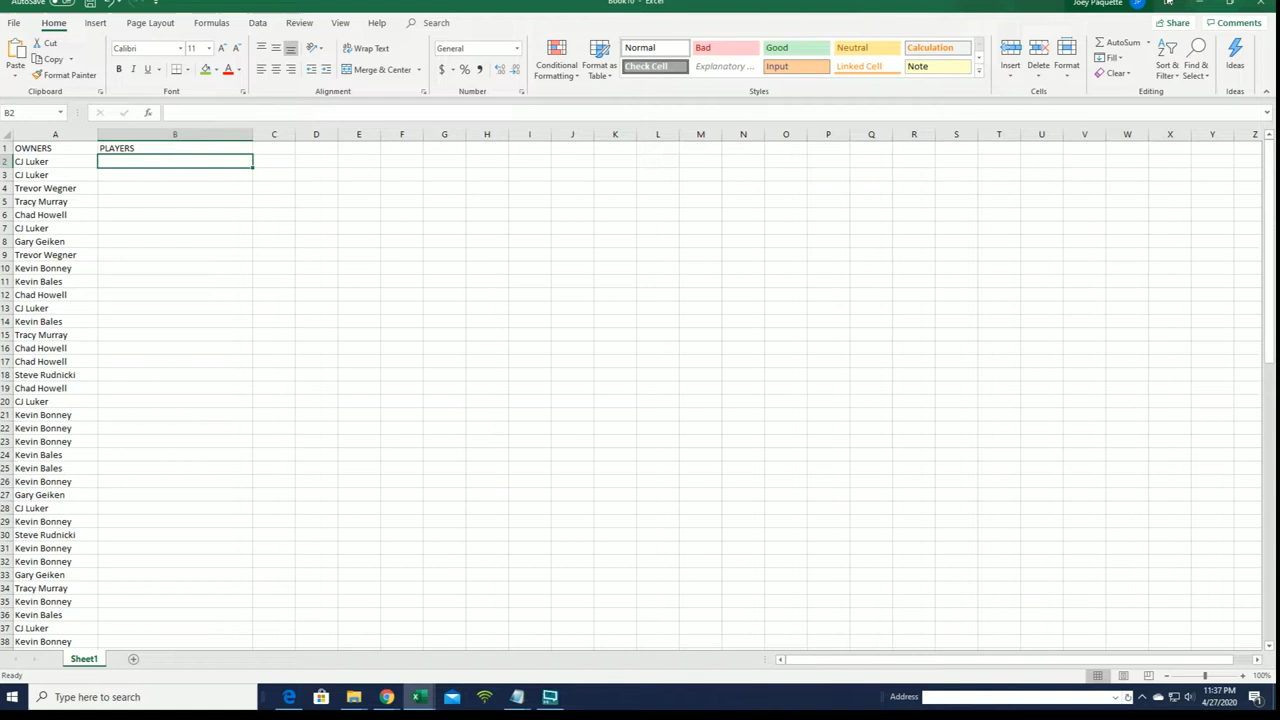 AutoSave Off
Book10 - Excel
Joey Paquette
JP
File Home Insert Page Layout Formulas Data Review View Help Search
Share Comments
Paste Cut Copy Format Painter
Calibri 11
Wrap Text
Merge & Center
General
Conditional Formatting Format as Table
Normal Bad Good Neutral Calculation
Check Cell Explanatory ... Input Linked Cell Note
Insert Delete Format
AutoSum Fill Clear
Sort & Filter Find & Select
Ideas
Clipboard Font Alignment Number Styles Cells Editing Ideas
B2
A B C D E F G H I J K L M N O P Q R S T U V W X Y Z
1 OWNERS PLAYERS
2 CJ Luker
3 CJ Luker
4 Trevor Wegner
5 Tracy Murray
6 Chad Howell
7 CJ Luker
8 Gary Geiken
9 Trevor Wegner
10 Kevin Bonney
11 Kevin Bales
12 Chad Howell
13 CJ Luker
14 Kevin Bales
15 Tracy Murray
16 Chad Howell
17 Chad Howell
18 Steve Rudnicki
19 Chad Howell
20 CJ Luker
21 Kevin Bonney
22 Kevin Bonney
23 Kevin Bonney
24 Kevin Bales
25 Kevin Bales
26 Kevin Bonney
27 Gary Geiken
28 CJ Luker
29 Kevin Bonney
30 Steve Rudnicki
31 Kevin Bonney
32 Kevin Bonney
33 Gary Geiken
34 Tracy Murray
35 Kevin Bonney
36 Kevin Bales
37 CJ Luker
38 Kevin Bonney
Sheet1
Ready
100%
Type here to search
Address
11:37 PM
4/27/2020